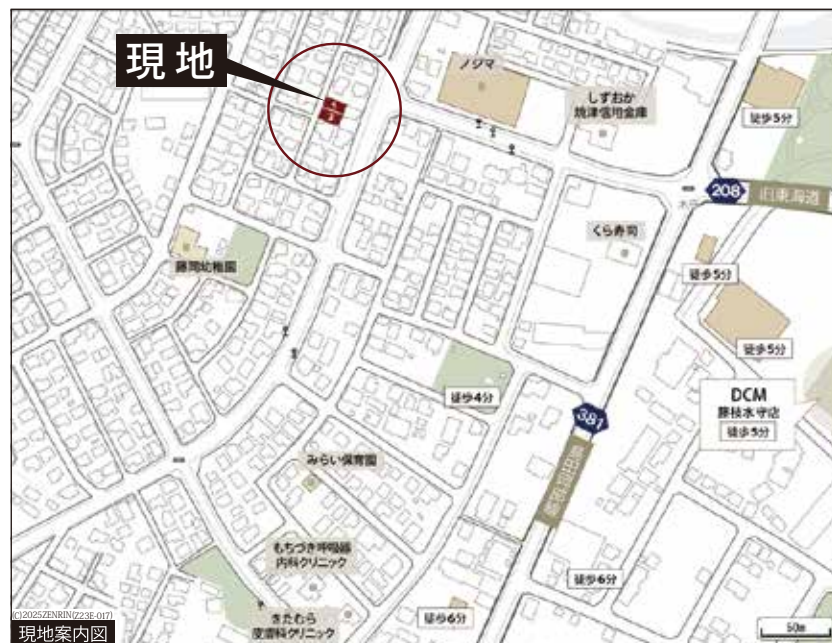 現地
ノジマ
しずおか
焼津信用金庫
徒歩5分
208
旧東海道
水守
くら寿司
徒歩5分
藤岡幼稚園
徒歩5分
徒歩4分
DCM
藤枝水守店
徒歩5分
381
みらい保育園
もちづき呼吸器
内科クリニック
徒歩6分
きたむら
皮膚科クリニック
徒歩6分
(C)2025ZENRIN(Z23E-017)
現地案内図
50m